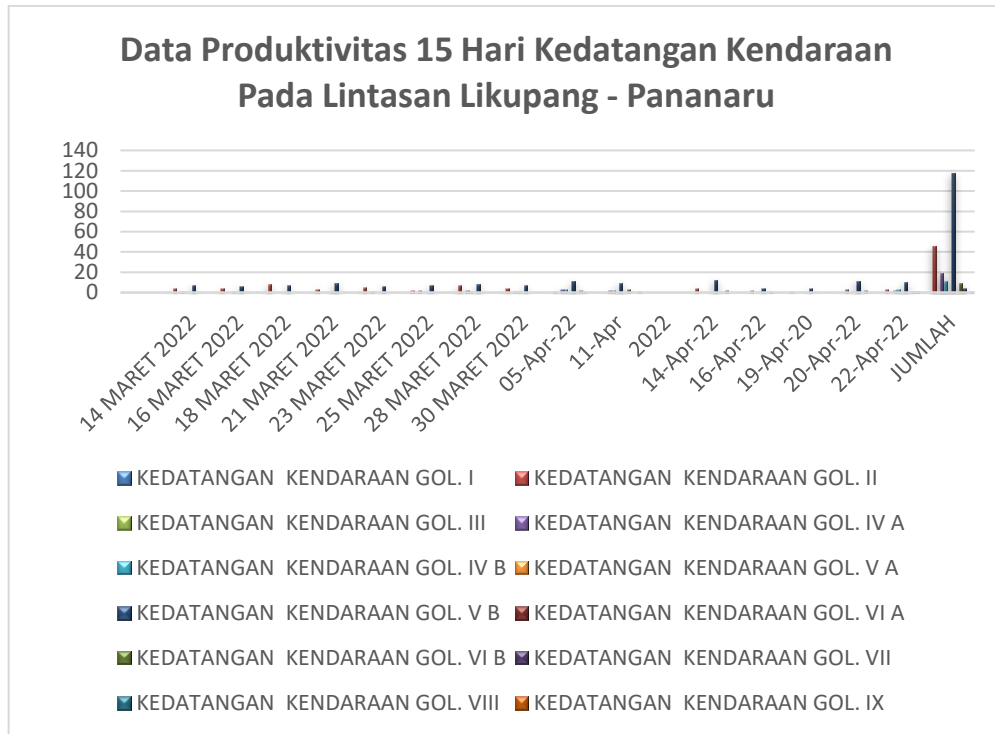 Data Produktivitas 15 Hari Kedatangan Kendaraan
Pada Lintasan Likupang - Pananaru
140
120
100
80
60
40
20
0
14 MARET 2022
16 MARET 2022
18 MARET 2022
21 MARET 2022
23 MARET 2022
25 MARET 2022
28 MARET 2022
30 MARET 2022
05-Apr-22
11-Apr
2022
14-Apr-22
16-Apr-22
19-Apr-20
20-Apr-22
22-Apr-22
JUMLAH
KEDATANGAN KENDARAAN GOL. I
KEDATANGAN KENDARAAN GOL. II
KEDATANGAN KENDARAAN GOL. III
KEDATANGAN KENDARAAN GOL. IV A
KEDATANGAN KENDARAAN GOL. IV B
KEDATANGAN KENDARAAN GOL. V A
KEDATANGAN KENDARAAN GOL. V B
KEDATANGAN KENDARAAN GOL. VI A
KEDATANGAN KENDARAAN GOL. VI B
KEDATANGAN KENDARAAN GOL. VII
KEDATANGAN KENDARAAN GOL. VIII
KEDATANGAN KENDARAAN GOL. IX